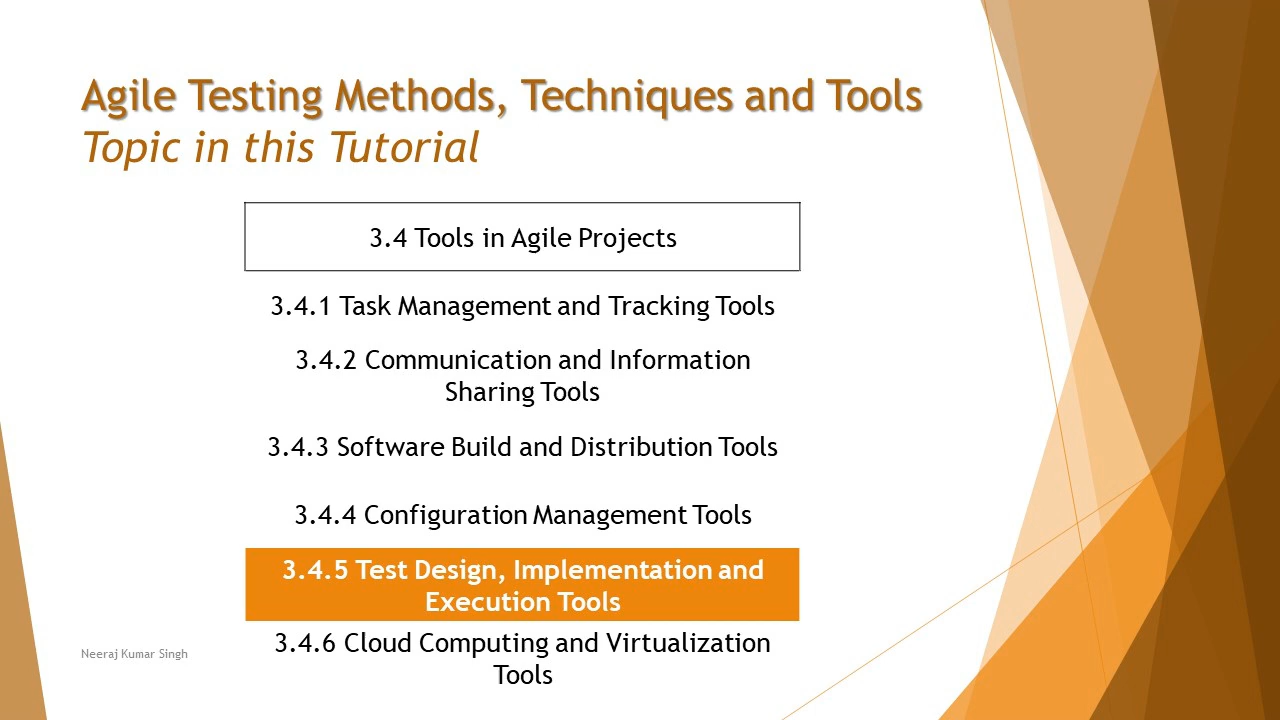 Agile Testing Methods, Techniques and Tools
Topic in this Tutorial
3.4 Tools in Agile Projects
3.4.1 Task Management and Tracking Tools
3.4.2 Communication and Information
Sharing Tools
3.4.3 Software Build and Distribution Tools
3.4.4 Configuration Management Tools
3.4.5 Test Design, Implementation and
Execution Tools
3.4.6 Cloud Computing and Virtualization
Tools
Neeraj Kumar Singh